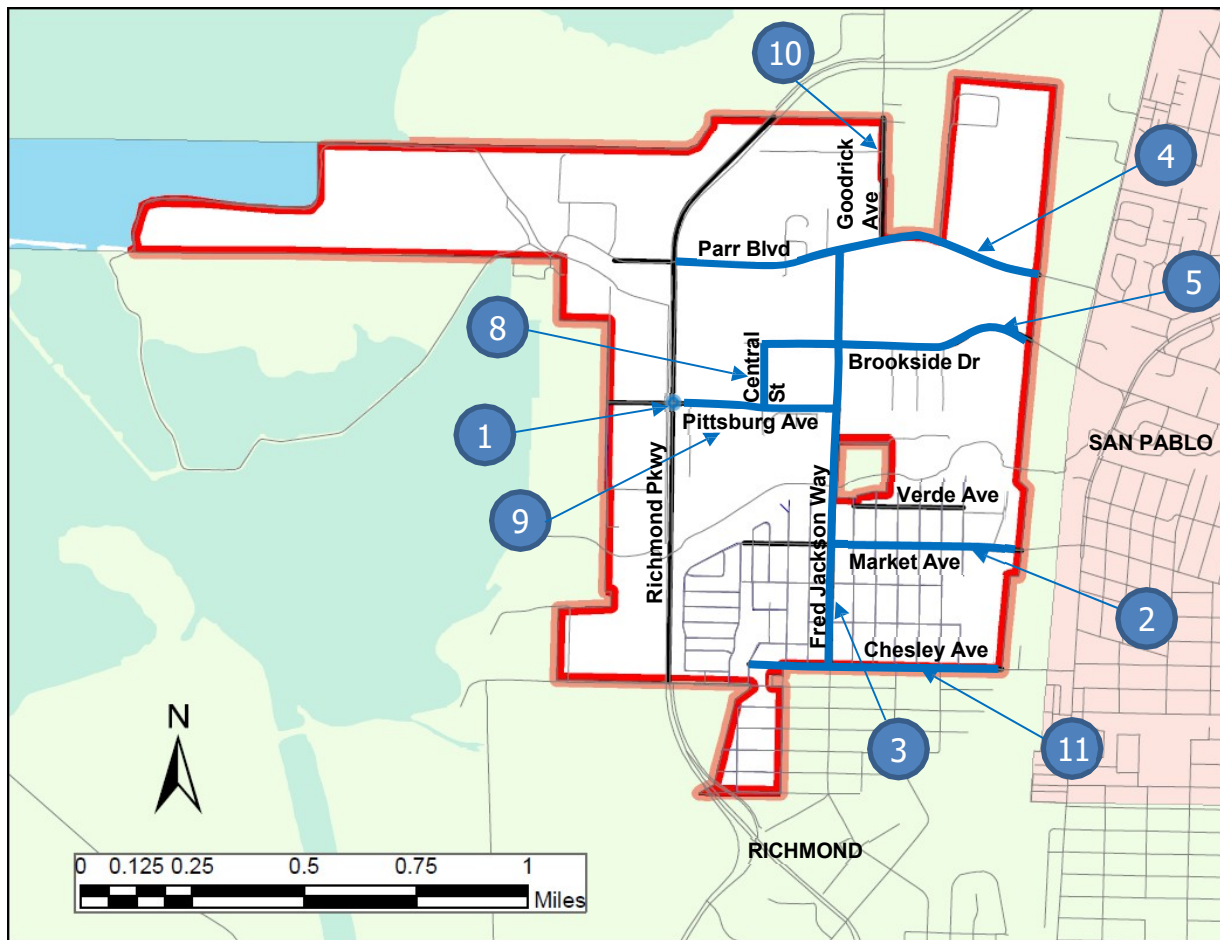 10
Goodrick
Ave
4
Parr Blvd
5
8
Central
St
Brookside Dr
1
Pittsburg Ave
SAN PABLO
9
Richmond Pkwy
Fred Jackson Way
Verde Ave
Market Ave
2
Chesley Ave
3
11
N
RICHMOND
0 0.125 0.25 0.5 0.75 1
Miles